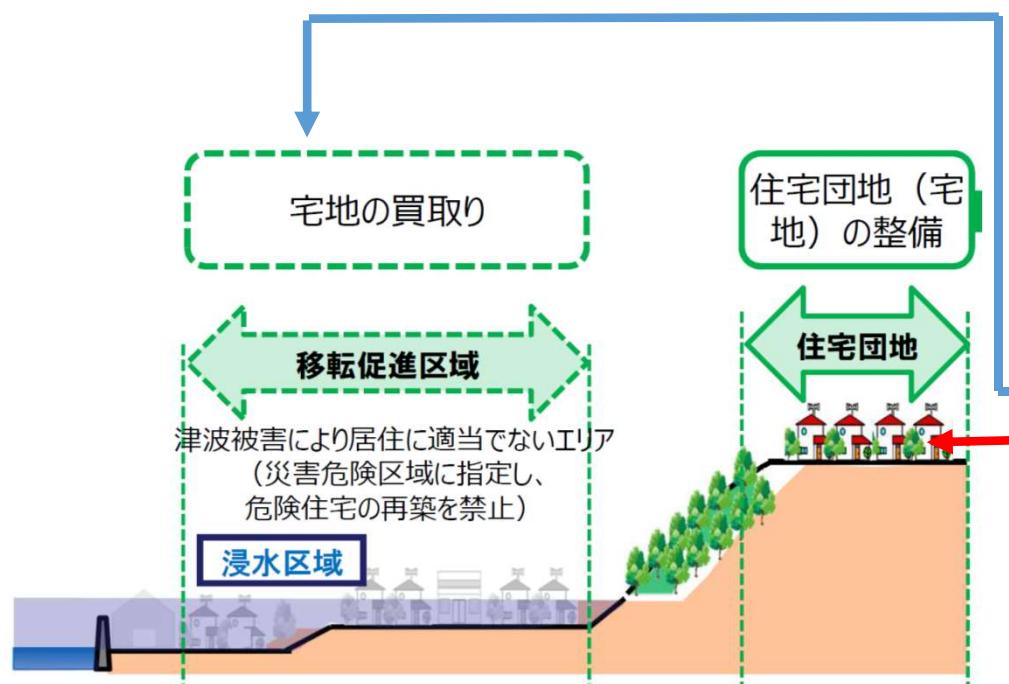 宅地の買取り
住宅団地（宅
地）の整備
移転促進区域
住宅団地
津波被害により居住に適当でないエリア
（災害危険区域に指定し、
危険住宅の再築を禁止）
浸水区域